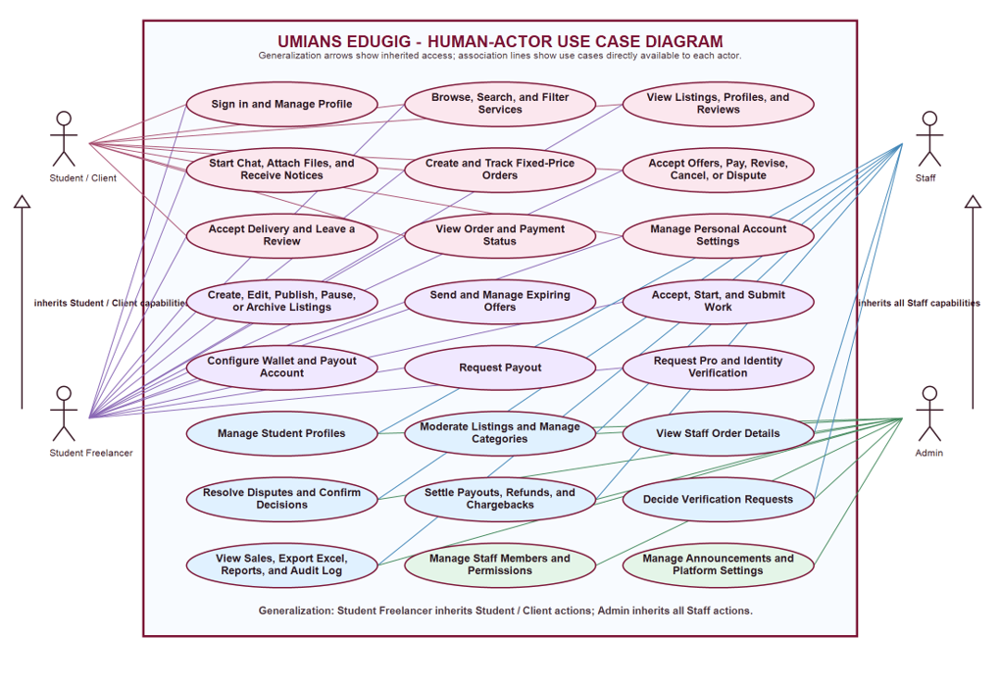 UMIANS EDUGIG - HUMAN-ACTOR USE CASE DIAGRAM
Generalization arrows show inherited access; association lines show use cases directly available to each actor.
Sign in and Manage Profile
Browse, Search, and Filter
Services
View Listings, Profiles, and
Reviews
Student / Client
Staff
Start Chat, Attach Files, and
Receive Notices
Create and Track Fixed-Price
Orders
Accept Offers, Pay, Revise,
Cancel, or Dispute
Accept Delivery and Leave a
Review
View Order and Payment
Status
Manage Personal Account
Settings
inherits Student / Client capabilities
Create, Edit, Publish, Pause,
or Archive Listings
Send and Manage Expiring
Offers
Accept, Start, and Submit
Work
inherits all Staff capabilities
Configure Wallet and Payout
Account
Request Payout
Request Pro and Identity
Verification
Student Freelancer
Admin
Manage Student Profiles
Moderate Listings and Manage
Categories
View Staff Order Details
Resolve Disputes and Confirm
Decisions
Settle Payouts, Refunds, and
Chargebacks
Decide Verification Requests
View Sales, Export Excel,
Reports, and Audit Log
Manage Staff Members and
Permissions
Manage Announcements and
Platform Settings
Generalization: Student Freelancer inherits Student / Client actions; Admin inherits all Staff actions.